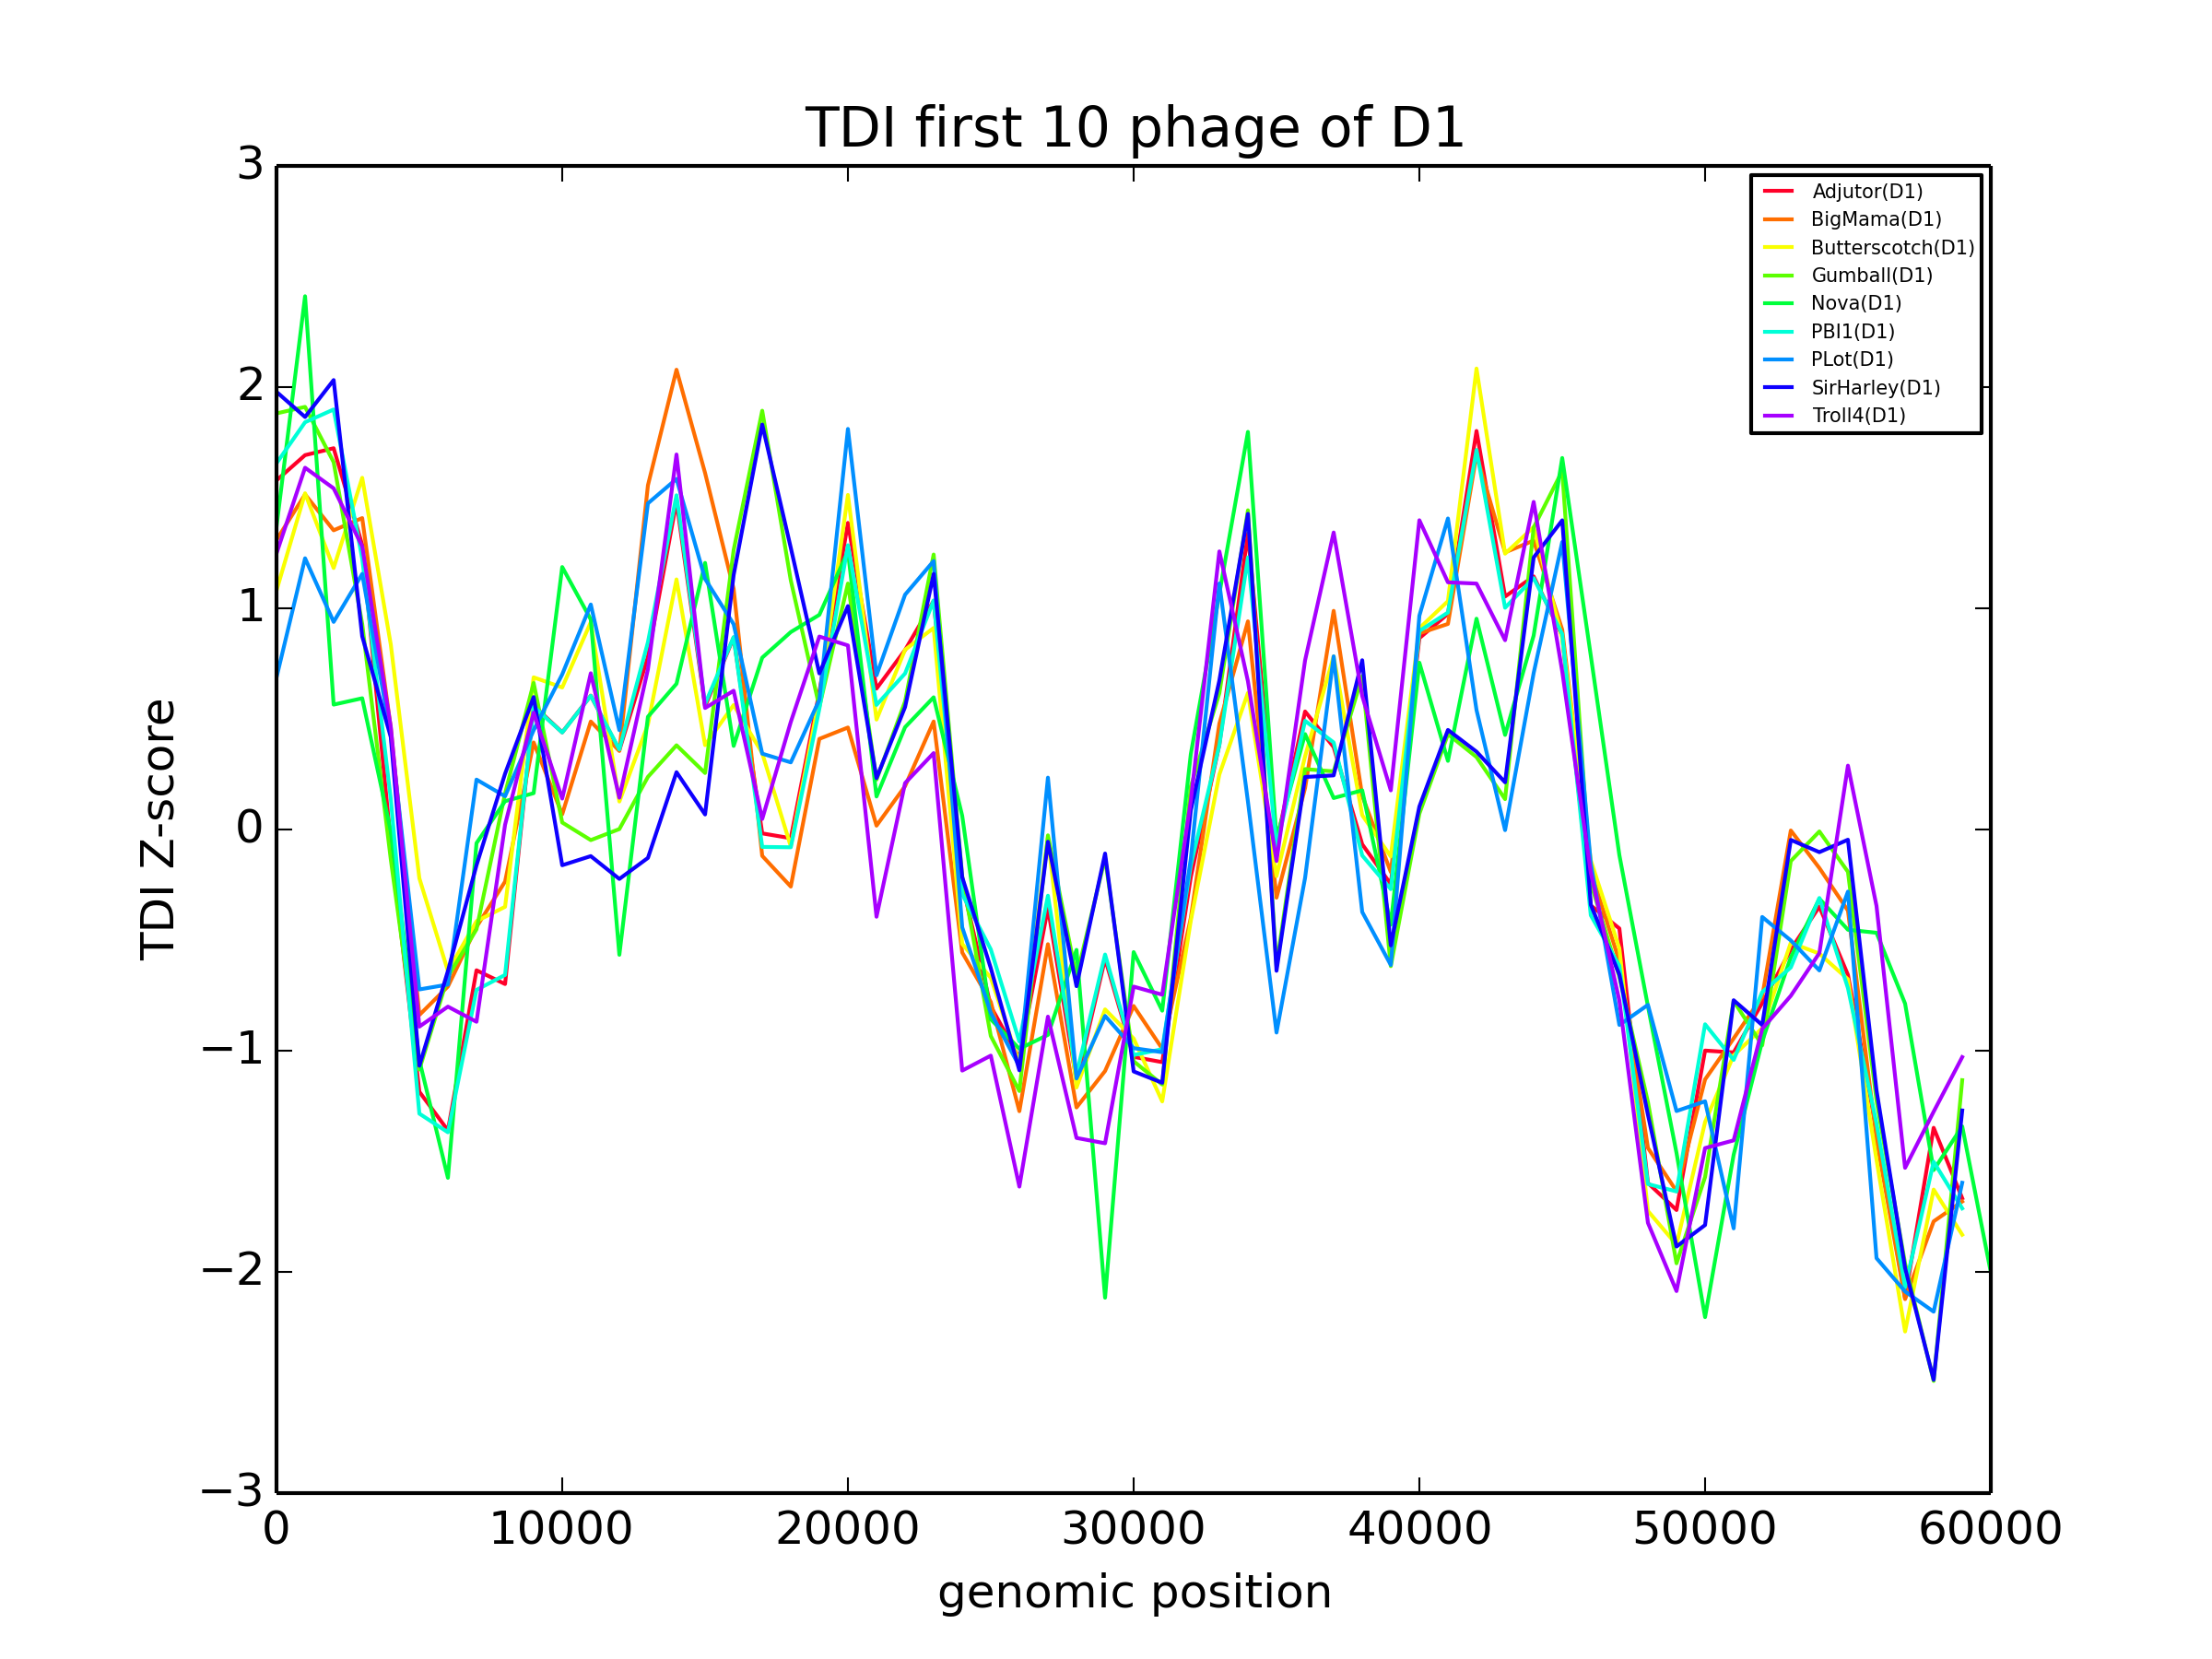 TDI first 10 phage of D1
3
2
1
0
−1
−2
−3
TDI Z-score
Adjutor(D1)
BigMama(D1)
Butterscotch(D1)
Gumball(D1)
Nova(D1)
PBI1(D1)
PLot(D1)
SirHarley(D1)
Troll4(D1)
0 10000 20000 30000 40000 50000 60000
genomic position